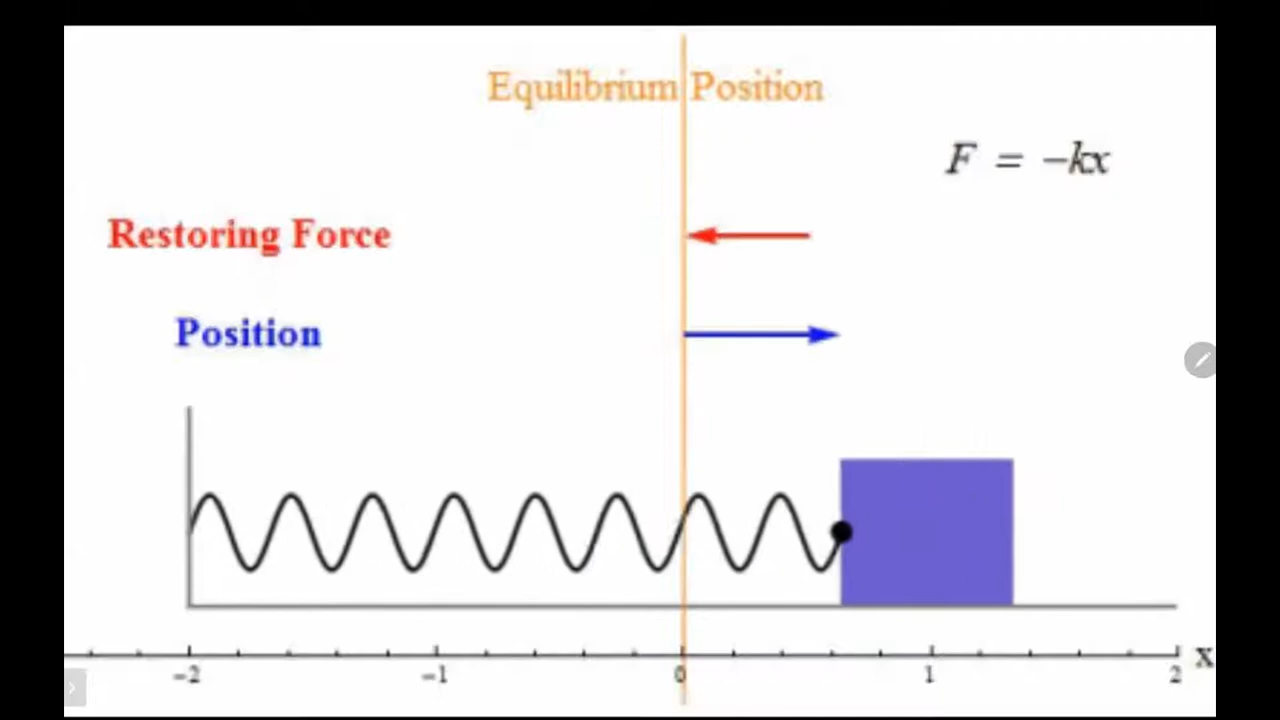 Equilibrium Position
F = −kx
Restoring Force
Position
−2 −1 0 1 2 x